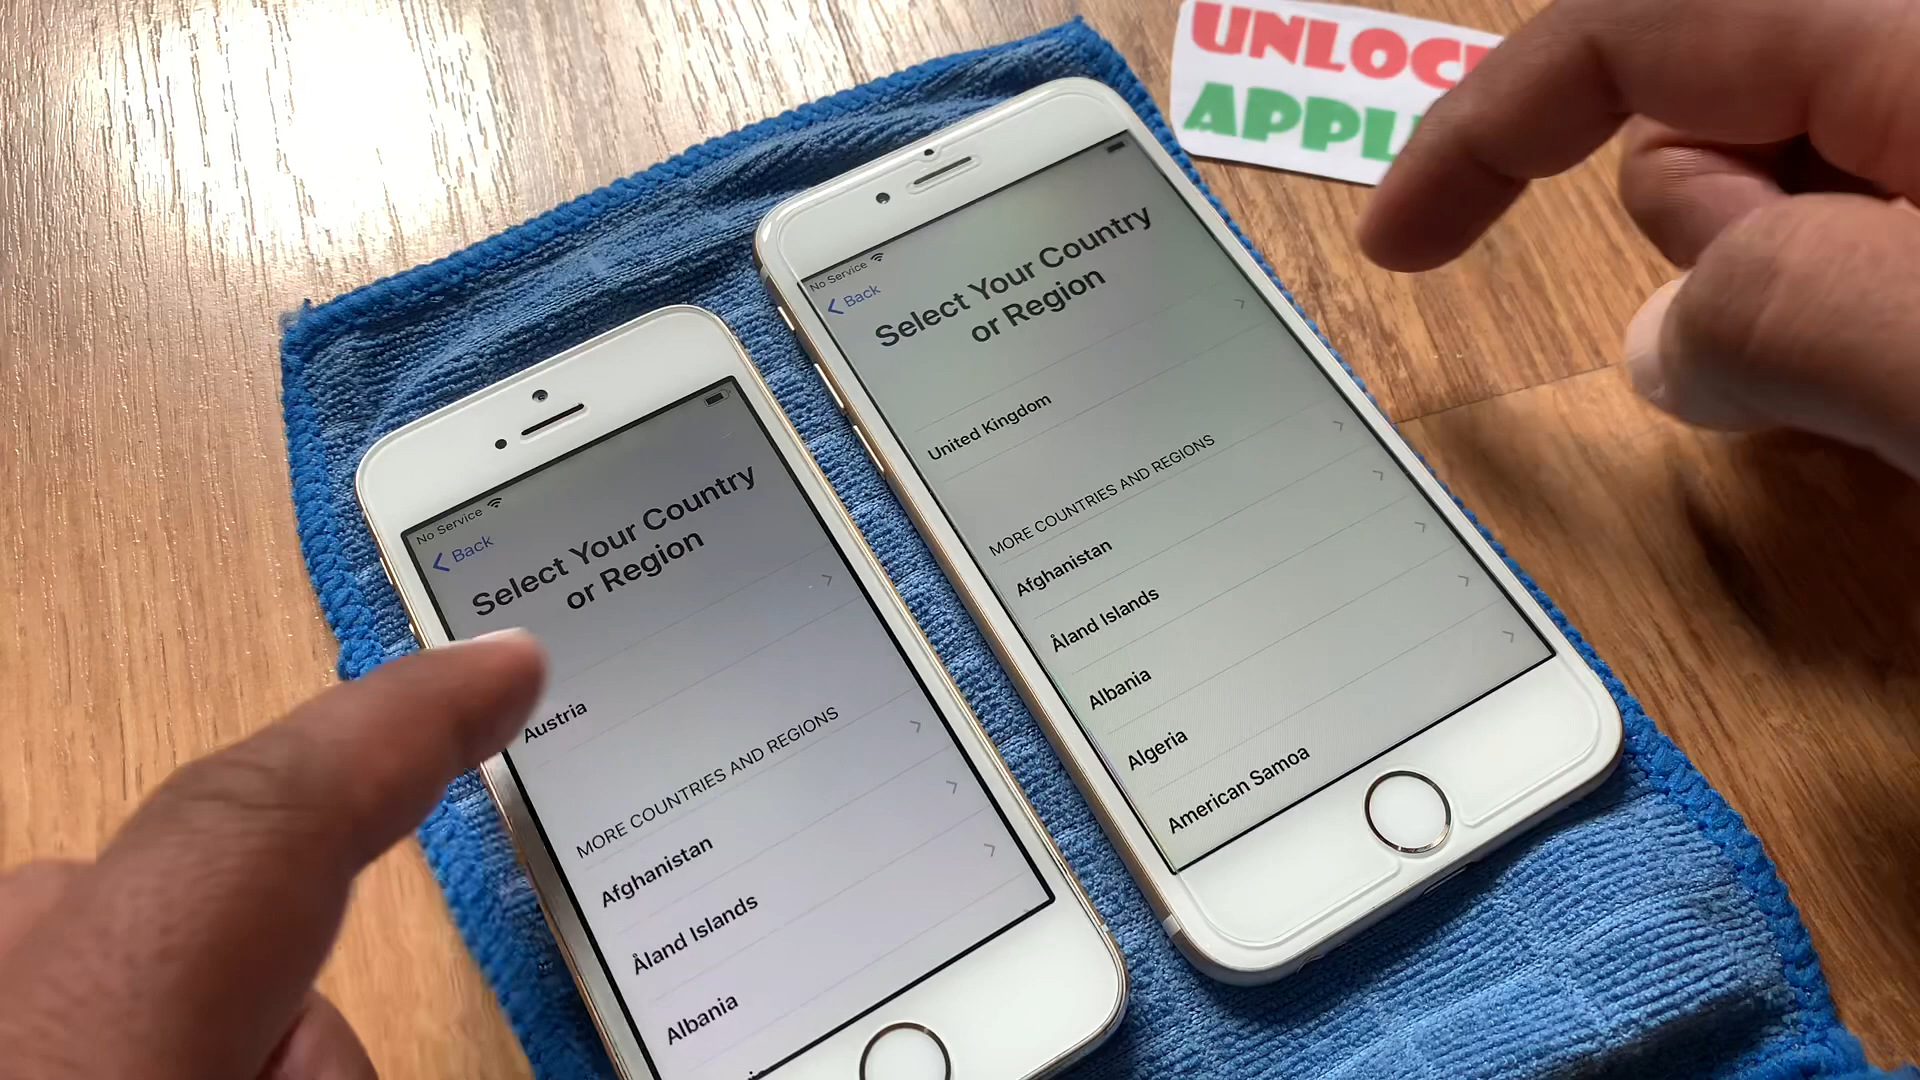 UNLOC
APPL
No Service
Back
Select Your Country
or Region
United Kingdom
MORE COUNTRIES AND REGIONS
Afghanistan
Åland Islands
Albania
Algeria
American Samoa
No Service
Back
Select Your Country
or Region
Austria
MORE COUNTRIES AND REGIONS
Afghanistan
Åland Islands
Albania